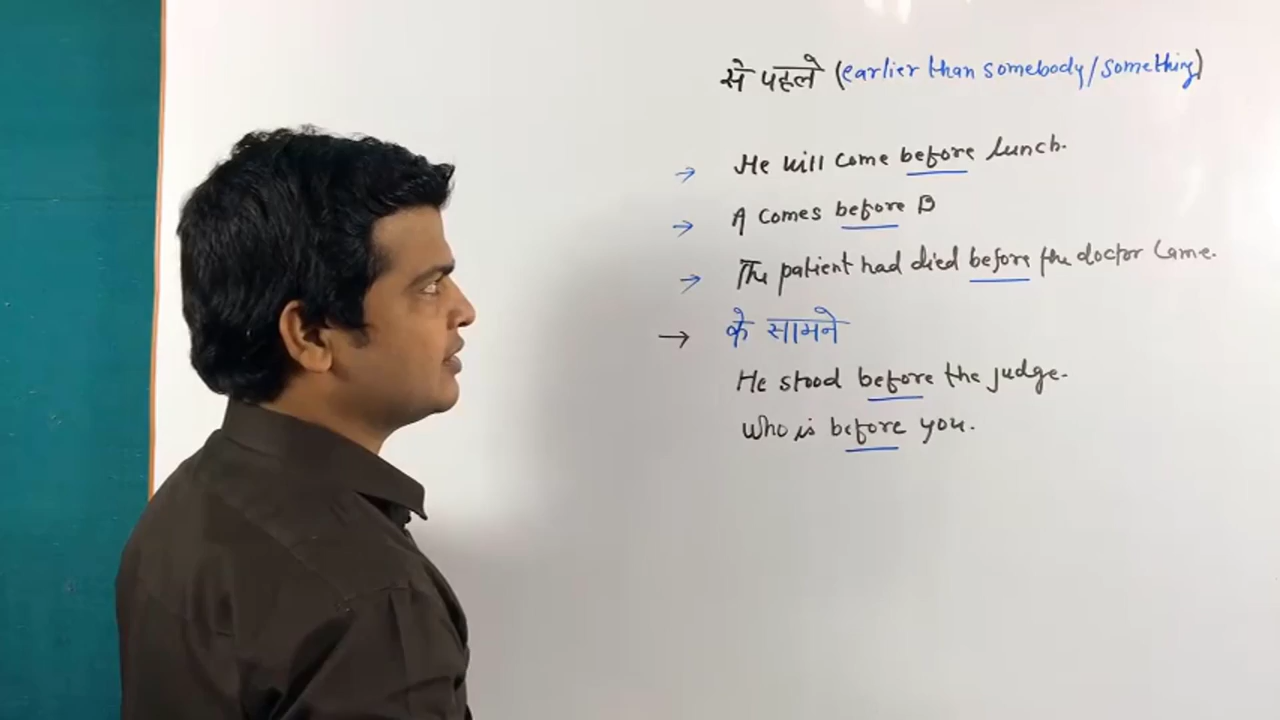 से पहले (earlier than somebody/something)
→ He will come before lunch.
→ A comes before B
→ The patient had died before the doctor came.
→ के सामने
He stood before the judge.
Who is before you.